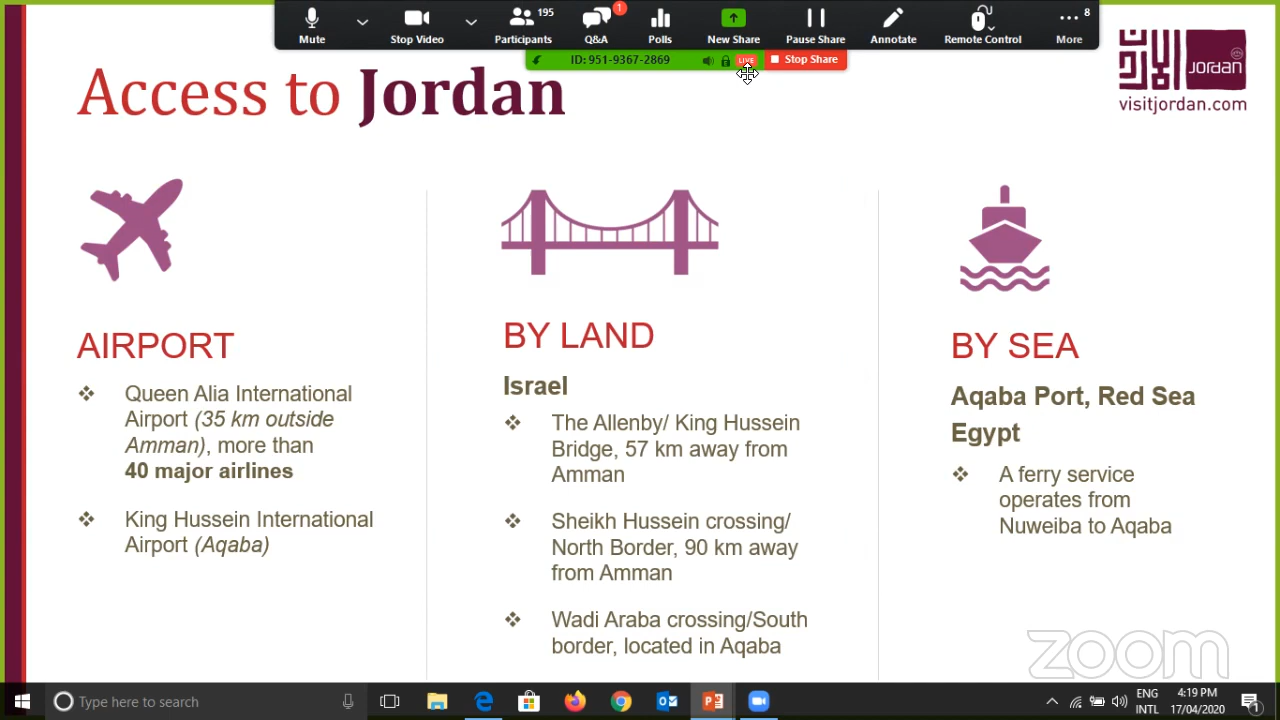 195
1
8
Mute
Stop Video
Participants
Q&A
Polls
New Share
Pause Share
Annotate
Remote Control
More
ID: 951-9367-2869
LIVE
Stop Share
Access to Jordan
Jordan
visitjordan.com
AIRPORT
❖ Queen Alia International
Airport (35 km outside
Amman), more than
40 major airlines
❖ King Hussein International
Airport (Aqaba)
BY LAND
Israel
❖ The Allenby/ King Hussein
Bridge, 57 km away from
Amman
❖ Sheikh Hussein crossing/
North Border, 90 km away
from Amman
❖ Wadi Araba crossing/South
border, located in Aqaba
BY SEA
Aqaba Port, Red Sea
Egypt
❖ A ferry service
operates from
Nuweiba to Aqaba
zoom
Type here to search
ENG
INTL
4:19 PM
17/04/2020
1